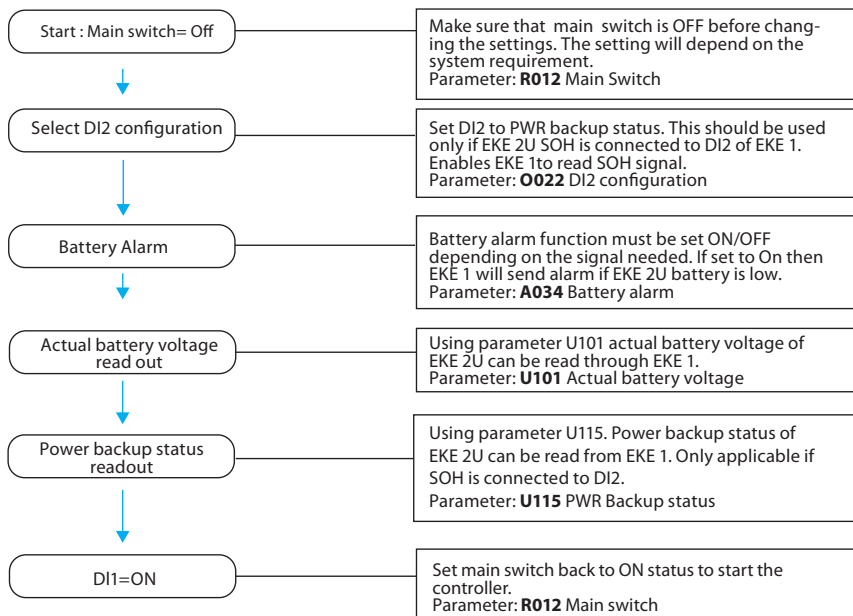 Start : Main switch= Off
Make sure that main switch is OFF before chang-
ing the settings. The setting will depend on the
system requirement.
Parameter: R012 Main Switch
Select DI2 configuration
Set DI2 to PWR backup status. This should be used
only if EKE 2U SOH is connected to DI2 of EKE 1.
Enables EKE 1to read SOH signal.
Parameter: O022 DI2 configuration
Battery Alarm
Battery alarm function must be set ON/OFF
depending on the signal needed. If set to On then
EKE 1 will send alarm if EKE 2U battery is low.
Parameter: A034 Battery alarm
Actual battery voltage
read out
Using parameter U101 actual battery voltage of
EKE 2U can be read through EKE 1.
Parameter: U101 Actual battery voltage
Power backup status
readout
Using parameter U115. Power backup status of
EKE 2U can be read from EKE 1. Only applicable if
SOH is connected to DI2.
Parameter: U115 PWR Backup status
DI1=ON
Set main switch back to ON status to start the
controller.
Parameter: R012 Main switch